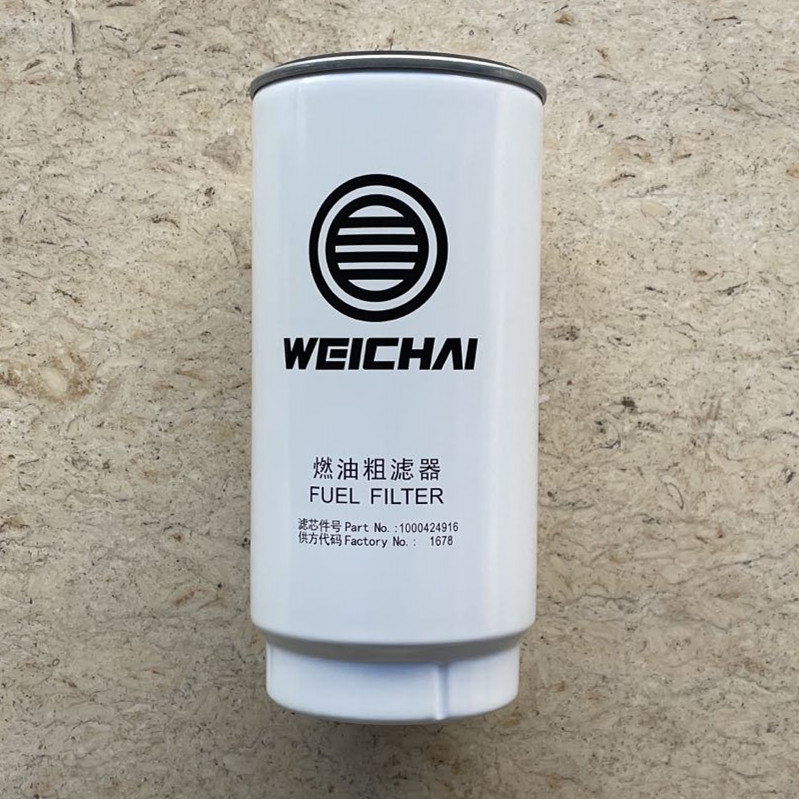 WEICHAI
燃油粗滤器
FUEL FILTER
滤芯件号 Part No. :1000424916
供方代码 Factory No. : 1678